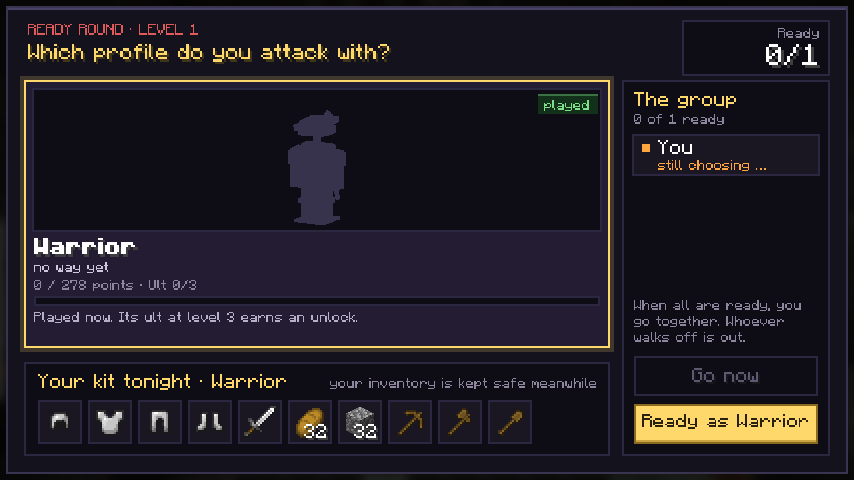 READY ROUND · LEVEL 1
Which profile do you attack with?
Ready
0/1
played
Warrior
no way yet
0 / 278 points · Ult 0/3
Played now. Its ult at level 3 earns an unlock.
The group
0 of 1 ready
You
still choosing ...
When all are ready, you
go together. Whoever
walks off is out.
Go now
Ready as Warrior
Your kit tonight · Warrior
your inventory is kept safe meanwhile
32
32